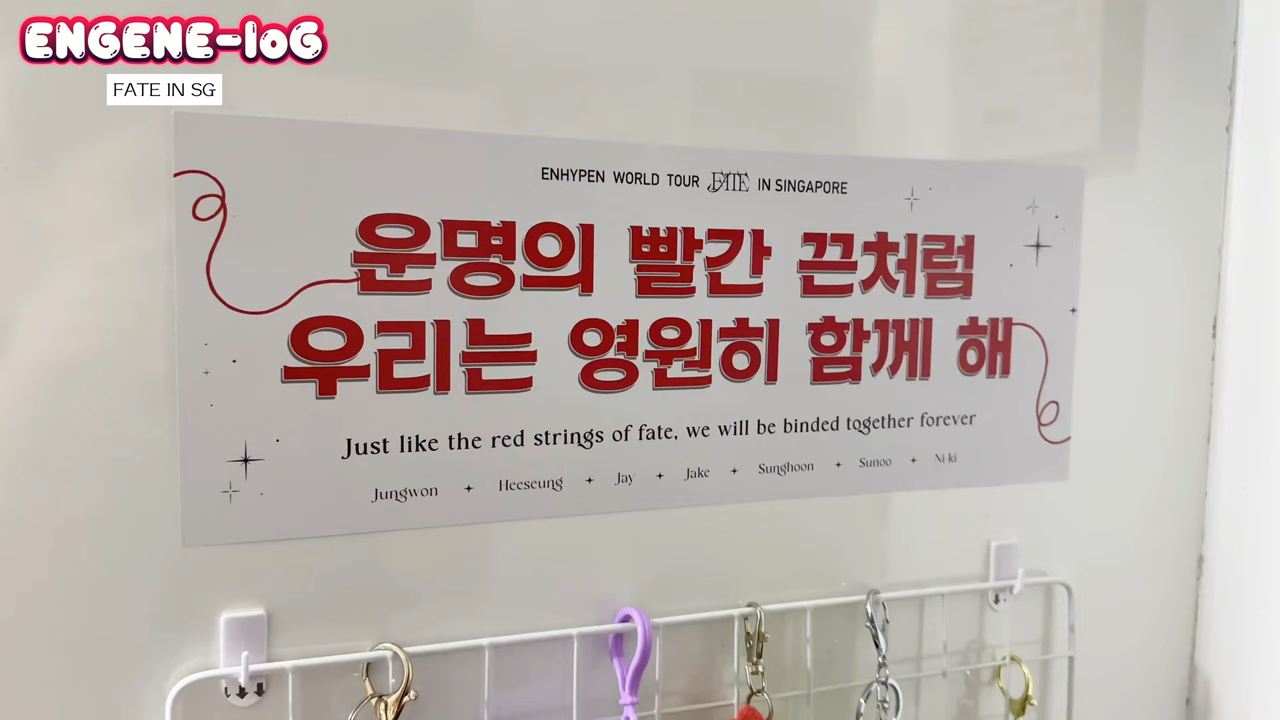 ENGENE-loG
FATE IN SG
ENHYPEN WORLD TOUR FATE IN SINGAPORE
운명의 빨간 끈처럼
우리는 영원히 함께 해
Just like the red strings of fate, we will be binded together forever
Jungwon Heeseung Jay Jake Sunghoon Sunoo Ni-ki